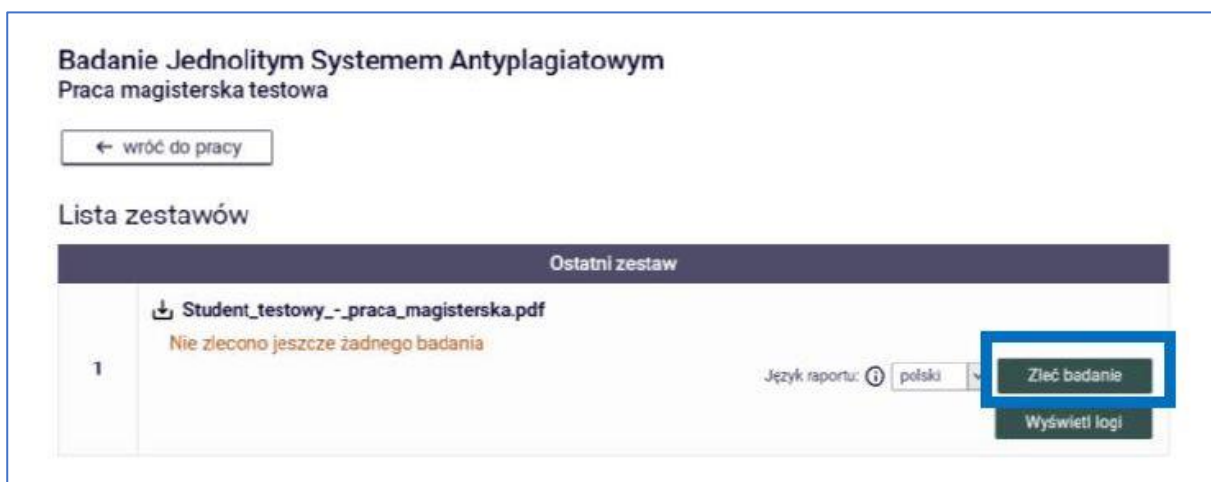 Badanie Jednolitym Systemem Antyplagiatowym
Praca magisterska testowa
← wróć do pracy
Lista zestawów
Ostatni zestaw
Student_testowy_-_praca_magisterska.pdf
Nie zlecono jeszcze żadnego badania
1
Język raportu: polski
Zleć badanie
Wyświetl logi